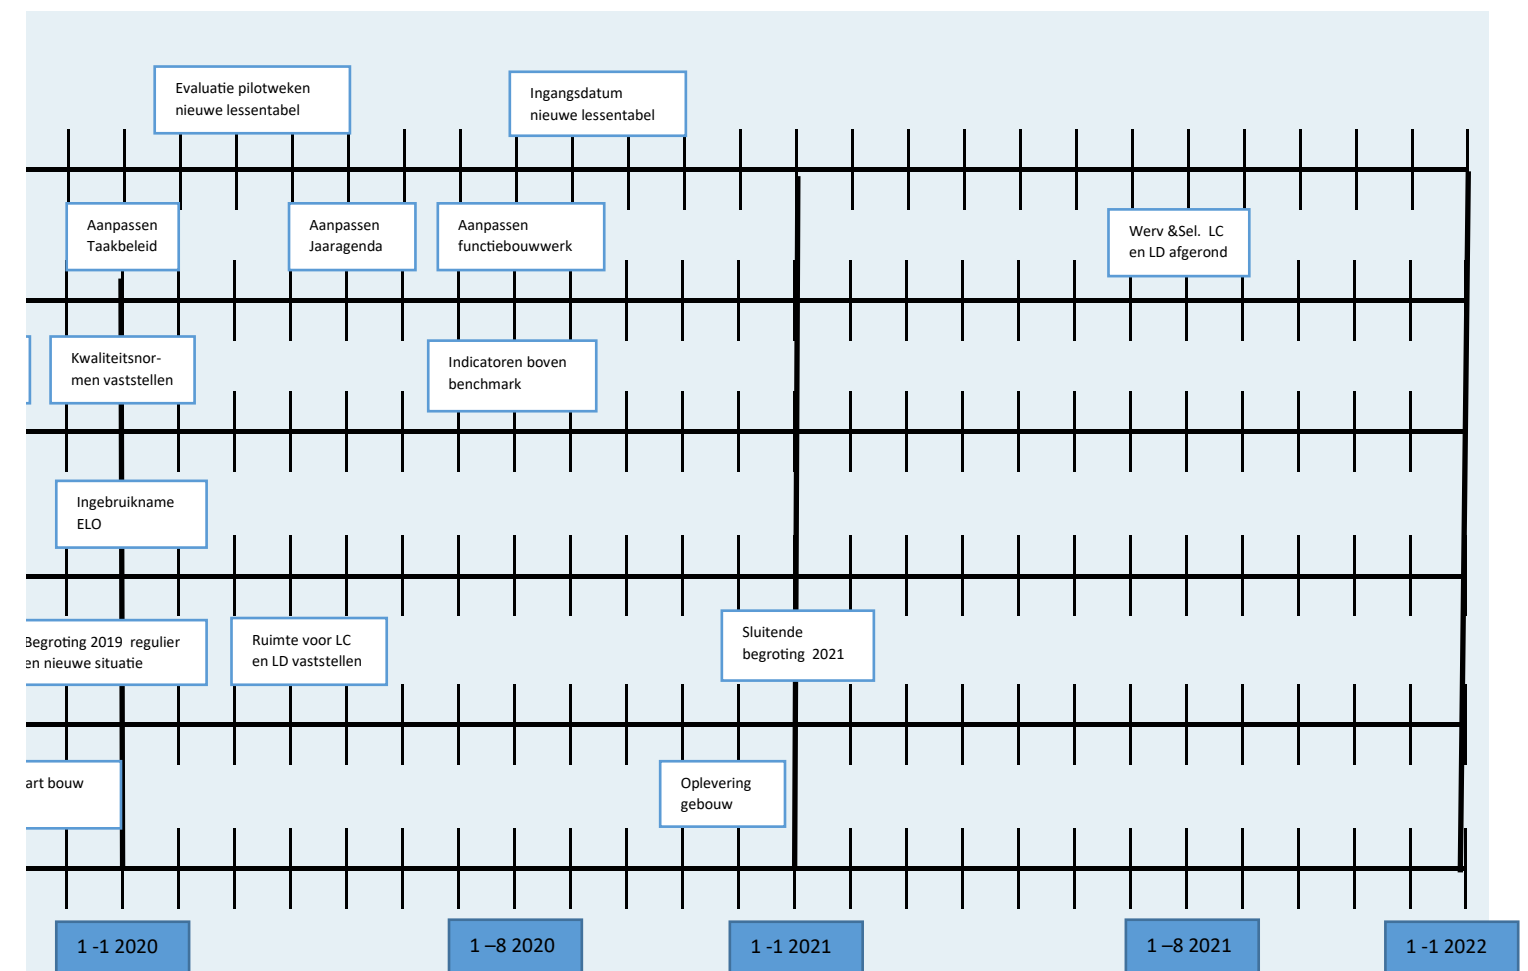 Evaluatie pilotweken
nieuwe lessentabel
Ingangsdatum
nieuwe lessentabel
Aanpassen
Taakbeleid
Aanpassen
Jaaragenda
Aanpassen
functiebouwwerk
Werv &Sel.  LC
en LD afgerond
Kwaliteitsnor-
men vaststellen
Indicatoren boven
benchmark
Ingebruikname
ELO
Begroting 2019  regulier
en nieuwe situatie
Ruimte voor LC
en LD vaststellen
Sluitende
begroting  2021
art bouw
Oplevering
gebouw
1 -1 2020
1 –8 2020
1 -1 2021
1 –8 2021
1 -1 2022